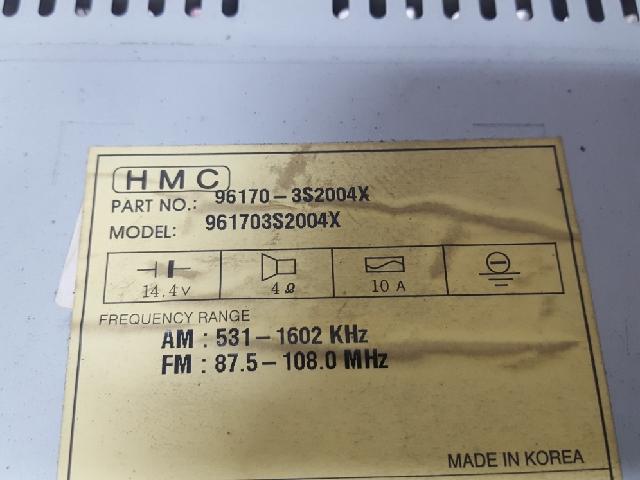 HMC
PART NO.: 96170-3S2004X
MODEL: 961703S2004X
14.4V 4Ω 10 A
FREQUENCY RANGE
AM : 531-1602 KHz
FM : 87.5-108.0 MHz
MADE IN KOREA